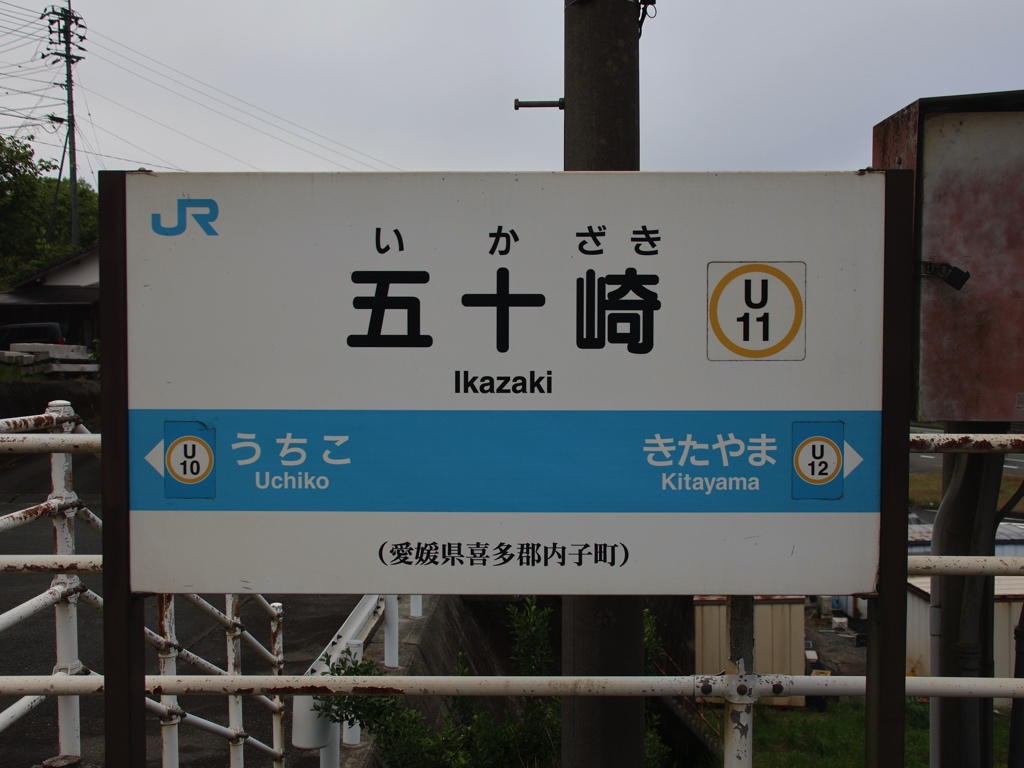 JR
いかざき
五十崎
U
11
Ikazaki
U
10
うちこ
Uchiko
きたやま
Kitayama
U
12
（愛媛県喜多郡内子町）